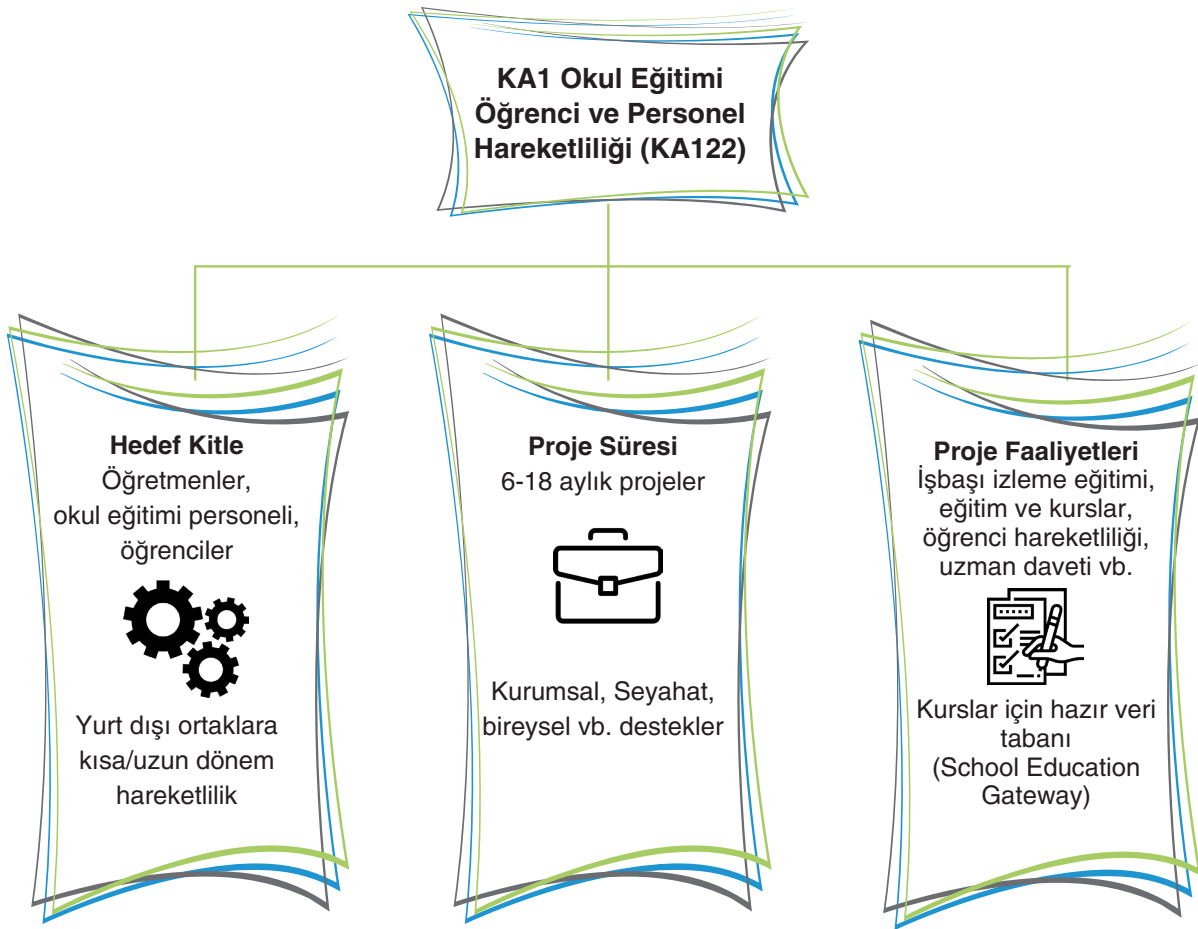 KA1 Okul Eğitimi
Öğrenci ve Personel
Hareketliliği (KA122)
Hedef Kitle
Öğretmenler,
okul eğitimi personeli,
öğrenciler
Yurt dışı ortaklara
kısa/uzun dönem
hareketlilik
Proje Süresi
6-18 aylık projeler
Kurumsal, Seyahat,
bireysel vb. destekler
Proje Faaliyetleri
İşbaşı izleme eğitimi,
eğitim ve kurslar,
öğrenci hareketliliği,
uzman daveti vb.
Kurslar için hazır veri
tabanı
(School Education
Gateway)